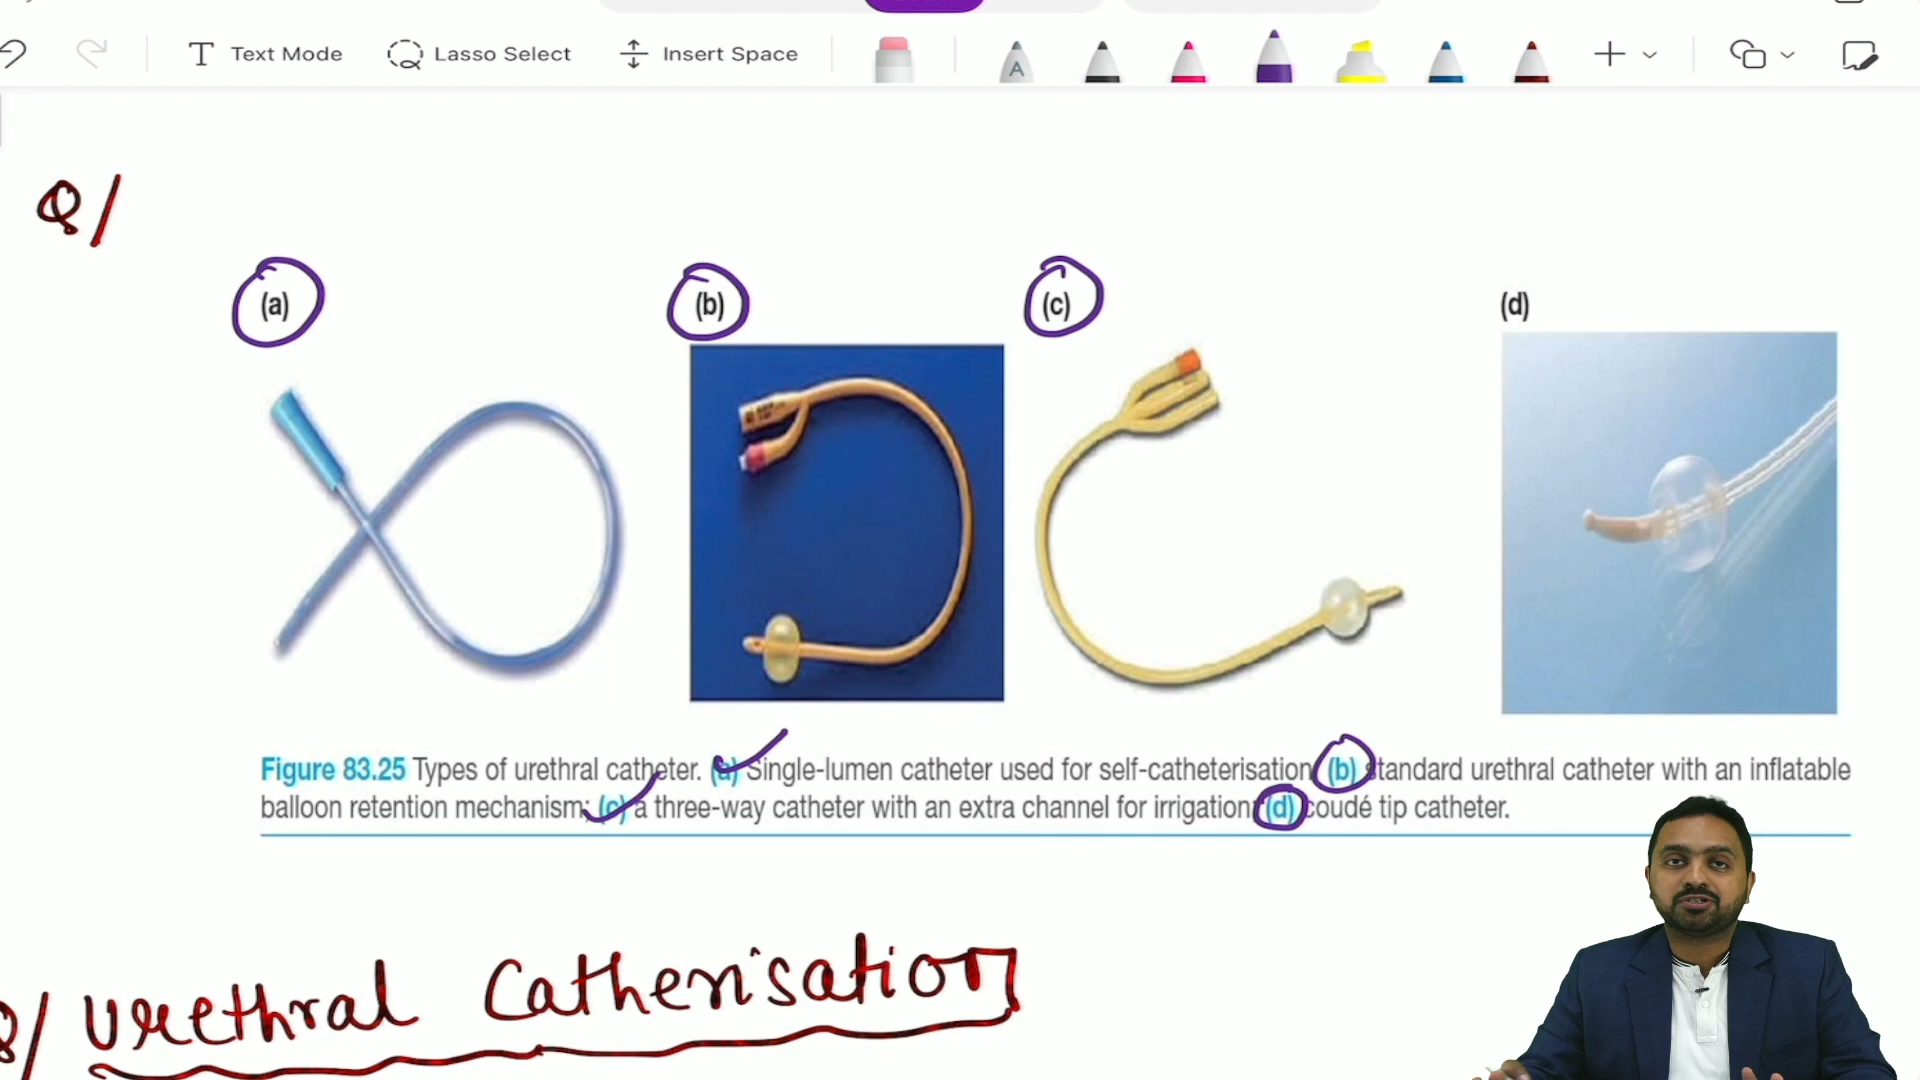 Text Mode Lasso Select Insert Space
A
Q/
(a) (b) (c) (d)
Figure 83.25 Types of urethral catheter. (a) Single-lumen catheter used for self-catheterisation (b) standard urethral catheter with an inflatable
balloon retention mechanism; (c) a three-way catheter with an extra channel for irrigation (d) coudé tip catheter.
Q/ Urethral Catherisation